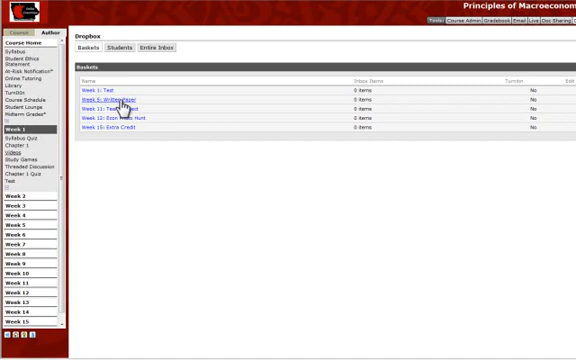 Principles of Macroeconom
Tools: Course Admin Gradebook Email Live Doc Sharing
Course Author
Course Home
Syllabus
Student Ethics
Statement
At-Risk Notification*
Online Tutoring
Library
TurnItIn
Course Schedule
Student Lounge
Midterm Grades*
Week 1
Syllabus Quiz
Chapter 1
Videos
Study Games
Threaded Discussion
Chapter 1 Quiz
Test
Week 2
Week 3
Week 4
Week 5
Week 6
Week 7
Week 8
Week 9
Week 10
Week 11
Week 12
Week 13
Week 14
Week 15
Dropbox
Baskets Students Entire Inbox
Baskets
Name Inbox Items TurnItIn
Week 1: Test 0 items No
Week 5: Written Paper 0 items No
Week 11: 0 items No
Week 12: Econ Hunt 0 items No
Week 15: Extra Credit 0 items No